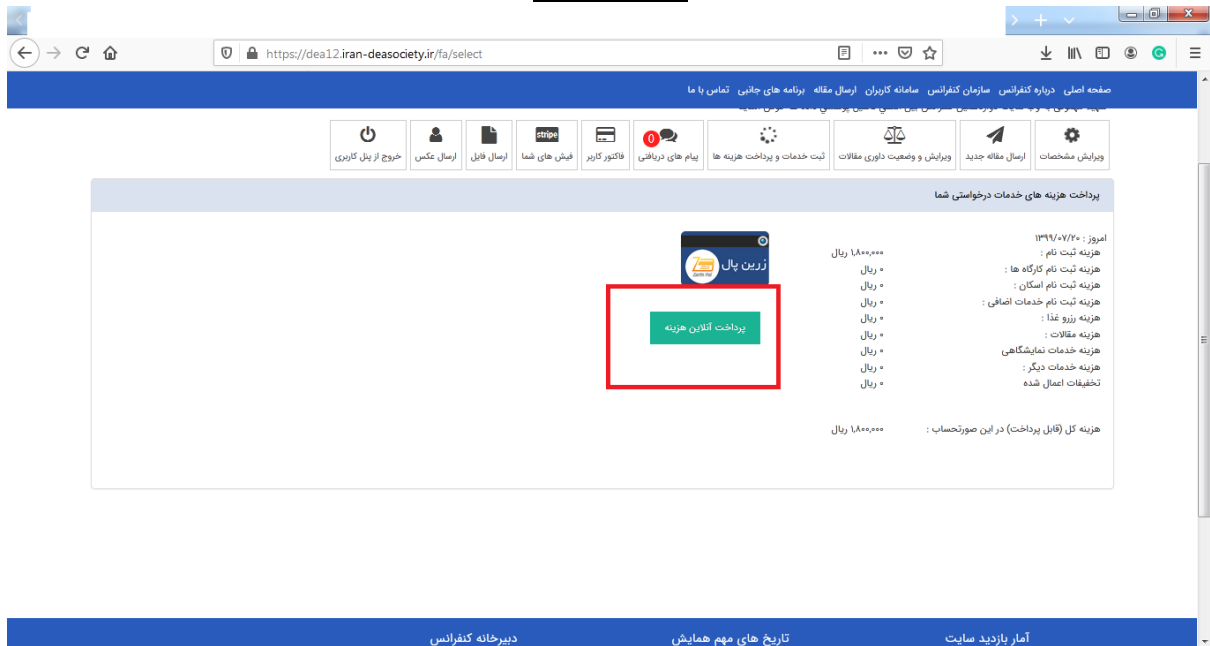 https://dea12.iran-deasociety.ir/fa/select
صفحه اصلی درباره کنفرانس سازمان کنفرانس سامانه کاربران ارسال مقاله برنامه های جانبی تماس با ما
ویرایش مشخصات
ارسال مقاله جدید
ویرایش و وضعیت داوری مقالات
ثبت خدمات و پرداخت هزینه ها
0
پیام های دریافتی
فاکتور کاربر
stripe
فیش های شما
ارسال فایل
ارسال عکس
خروج از پنل کاربری
پرداخت هزینه های خدمات درخواستی شما
امروز : ۱۳۹۹/۰۷/۲۰
هزینه ثبت نام : ۱,۸۰۰,۰۰۰ ریال
هزینه ثبت نام کارگاه ها : ۰ ریال
هزینه ثبت نام اسکان : ۰ ریال
هزینه ثبت نام خدمات اضافی : ۰ ریال
هزینه رزرو غذا : ۰ ریال
هزینه مقالات : ۰ ریال
هزینه خدمات نمایشگاهی ۰ ریال
هزینه خدمات دیگر : ۰ ریال
تخفیفات اعمال شده ۰ ریال
هزینه کل (قابل پرداخت) در این صورتحساب : ۱,۸۰۰,۰۰۰ ریال
زرین پال
پرداخت آنلاین هزینه
آمار بازدید سایت
تاریخ های مهم همایش
دبیرخانه کنفرانس